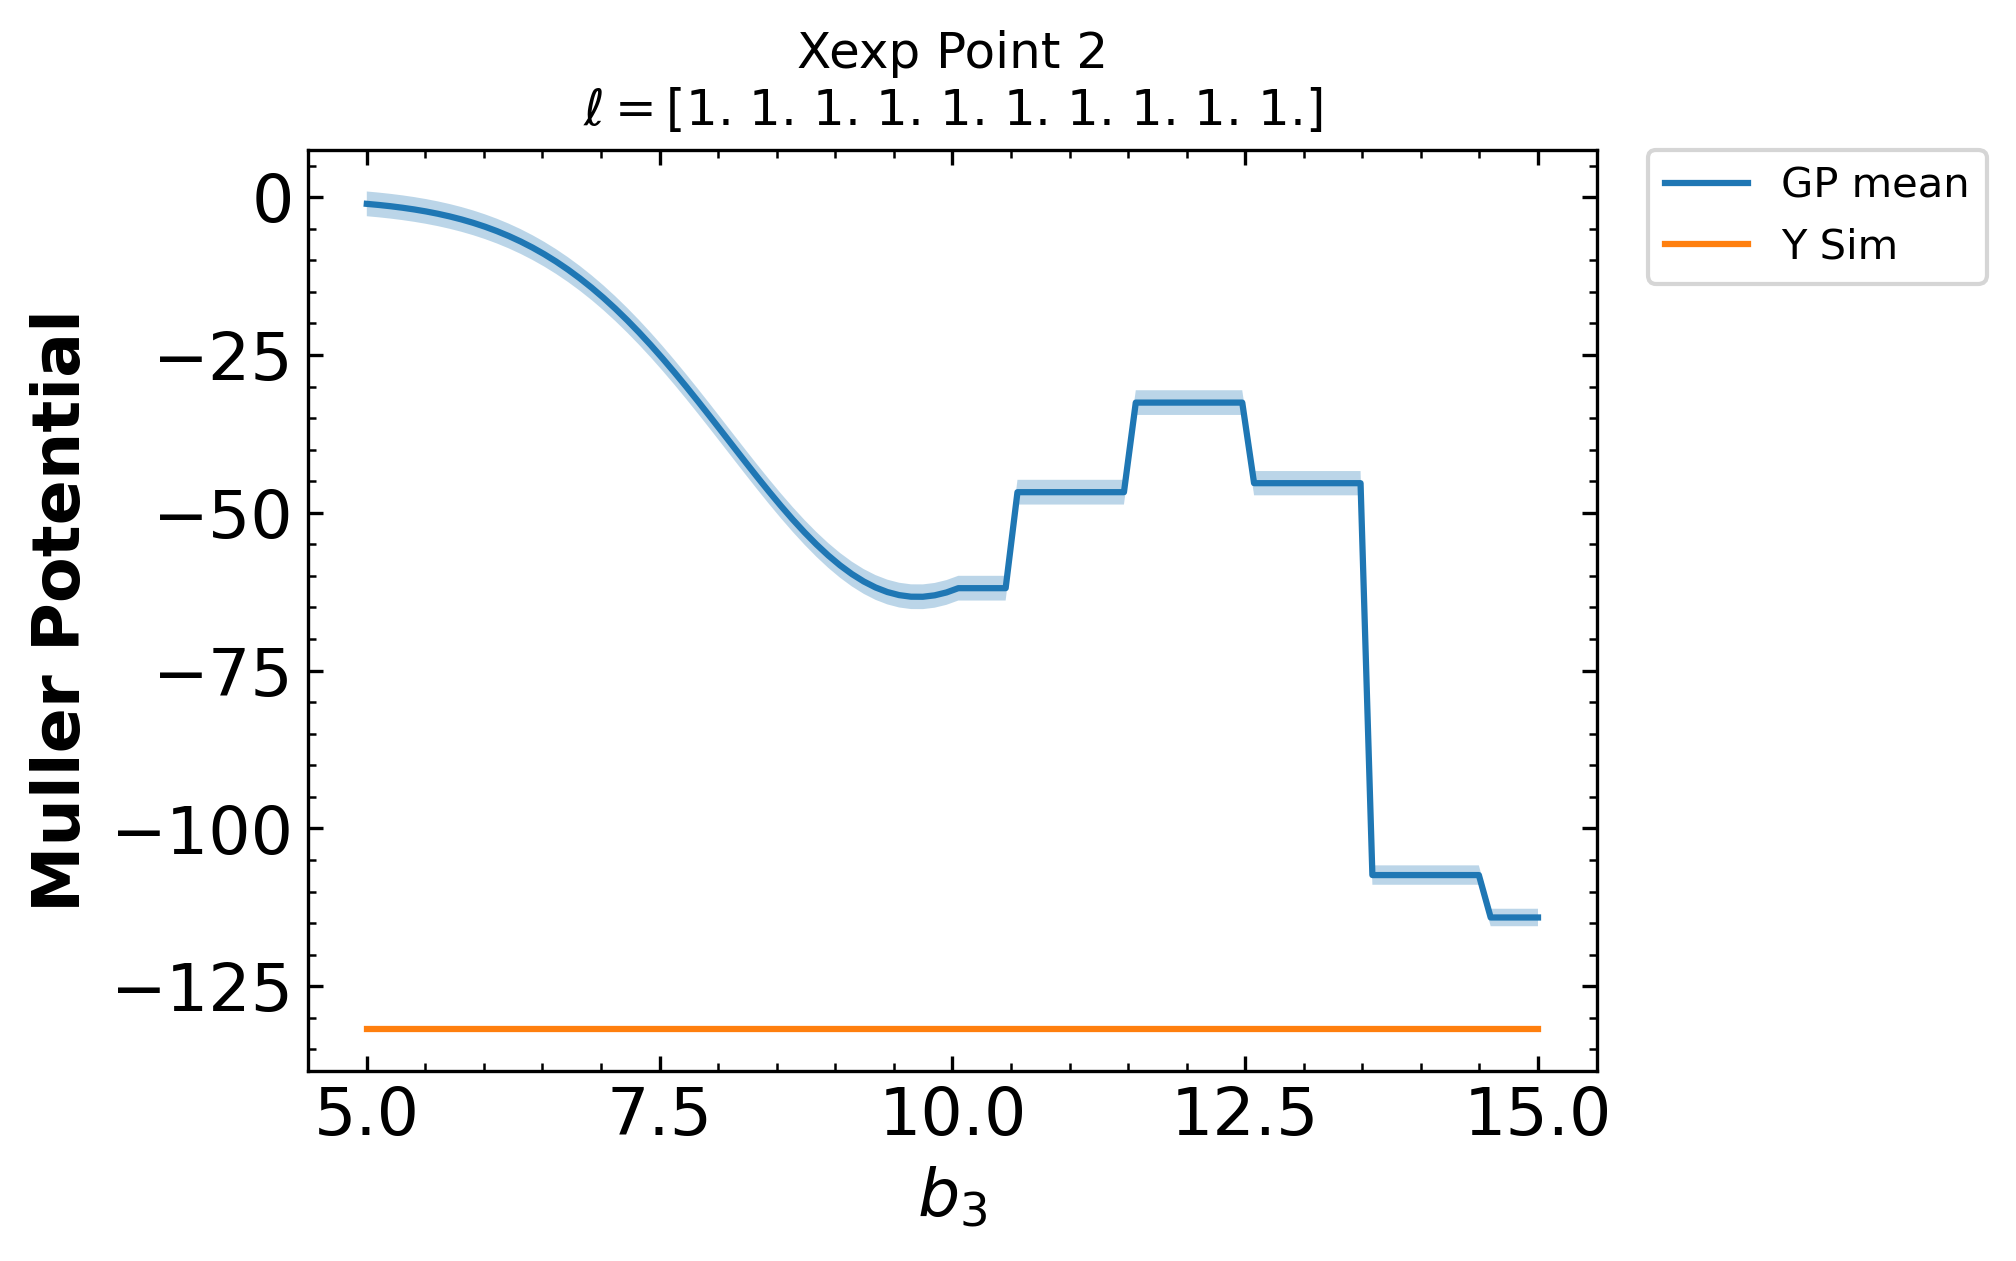 Xexp Point 2
ℓ = [1. 1. 1. 1. 1. 1. 1. 1. 1. 1.]
GP mean
Y Sim
Muller Potential
0
−25
−50
−75
−100
−125
5.0 7.5 10.0 12.5 15.0
b₃